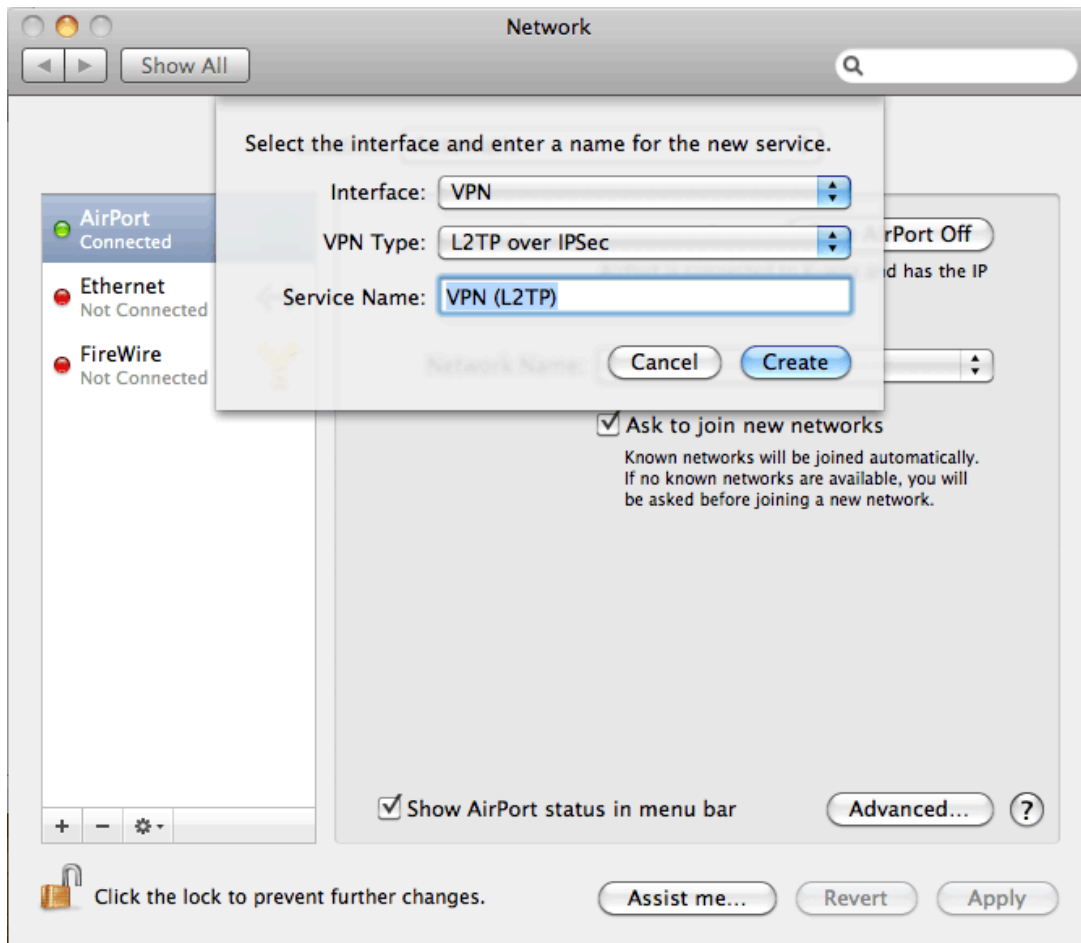 Network
Show All
Select the interface and enter a name for the new service.
Interface: VPN
VPN Type: L2TP over IPSec
Service Name: VPN (L2TP)
Cancel Create
AirPort
Connected
Ethernet
Not Connected
FireWire
Not Connected
rPort Off
and has the IP
Network Name:
Ask to join new networks
Known networks will be joined automatically.
If no known networks are available, you will
be asked before joining a new network.
Show AirPort status in menu bar
Advanced... ?
Click the lock to prevent further changes.
Assist me... Revert Apply